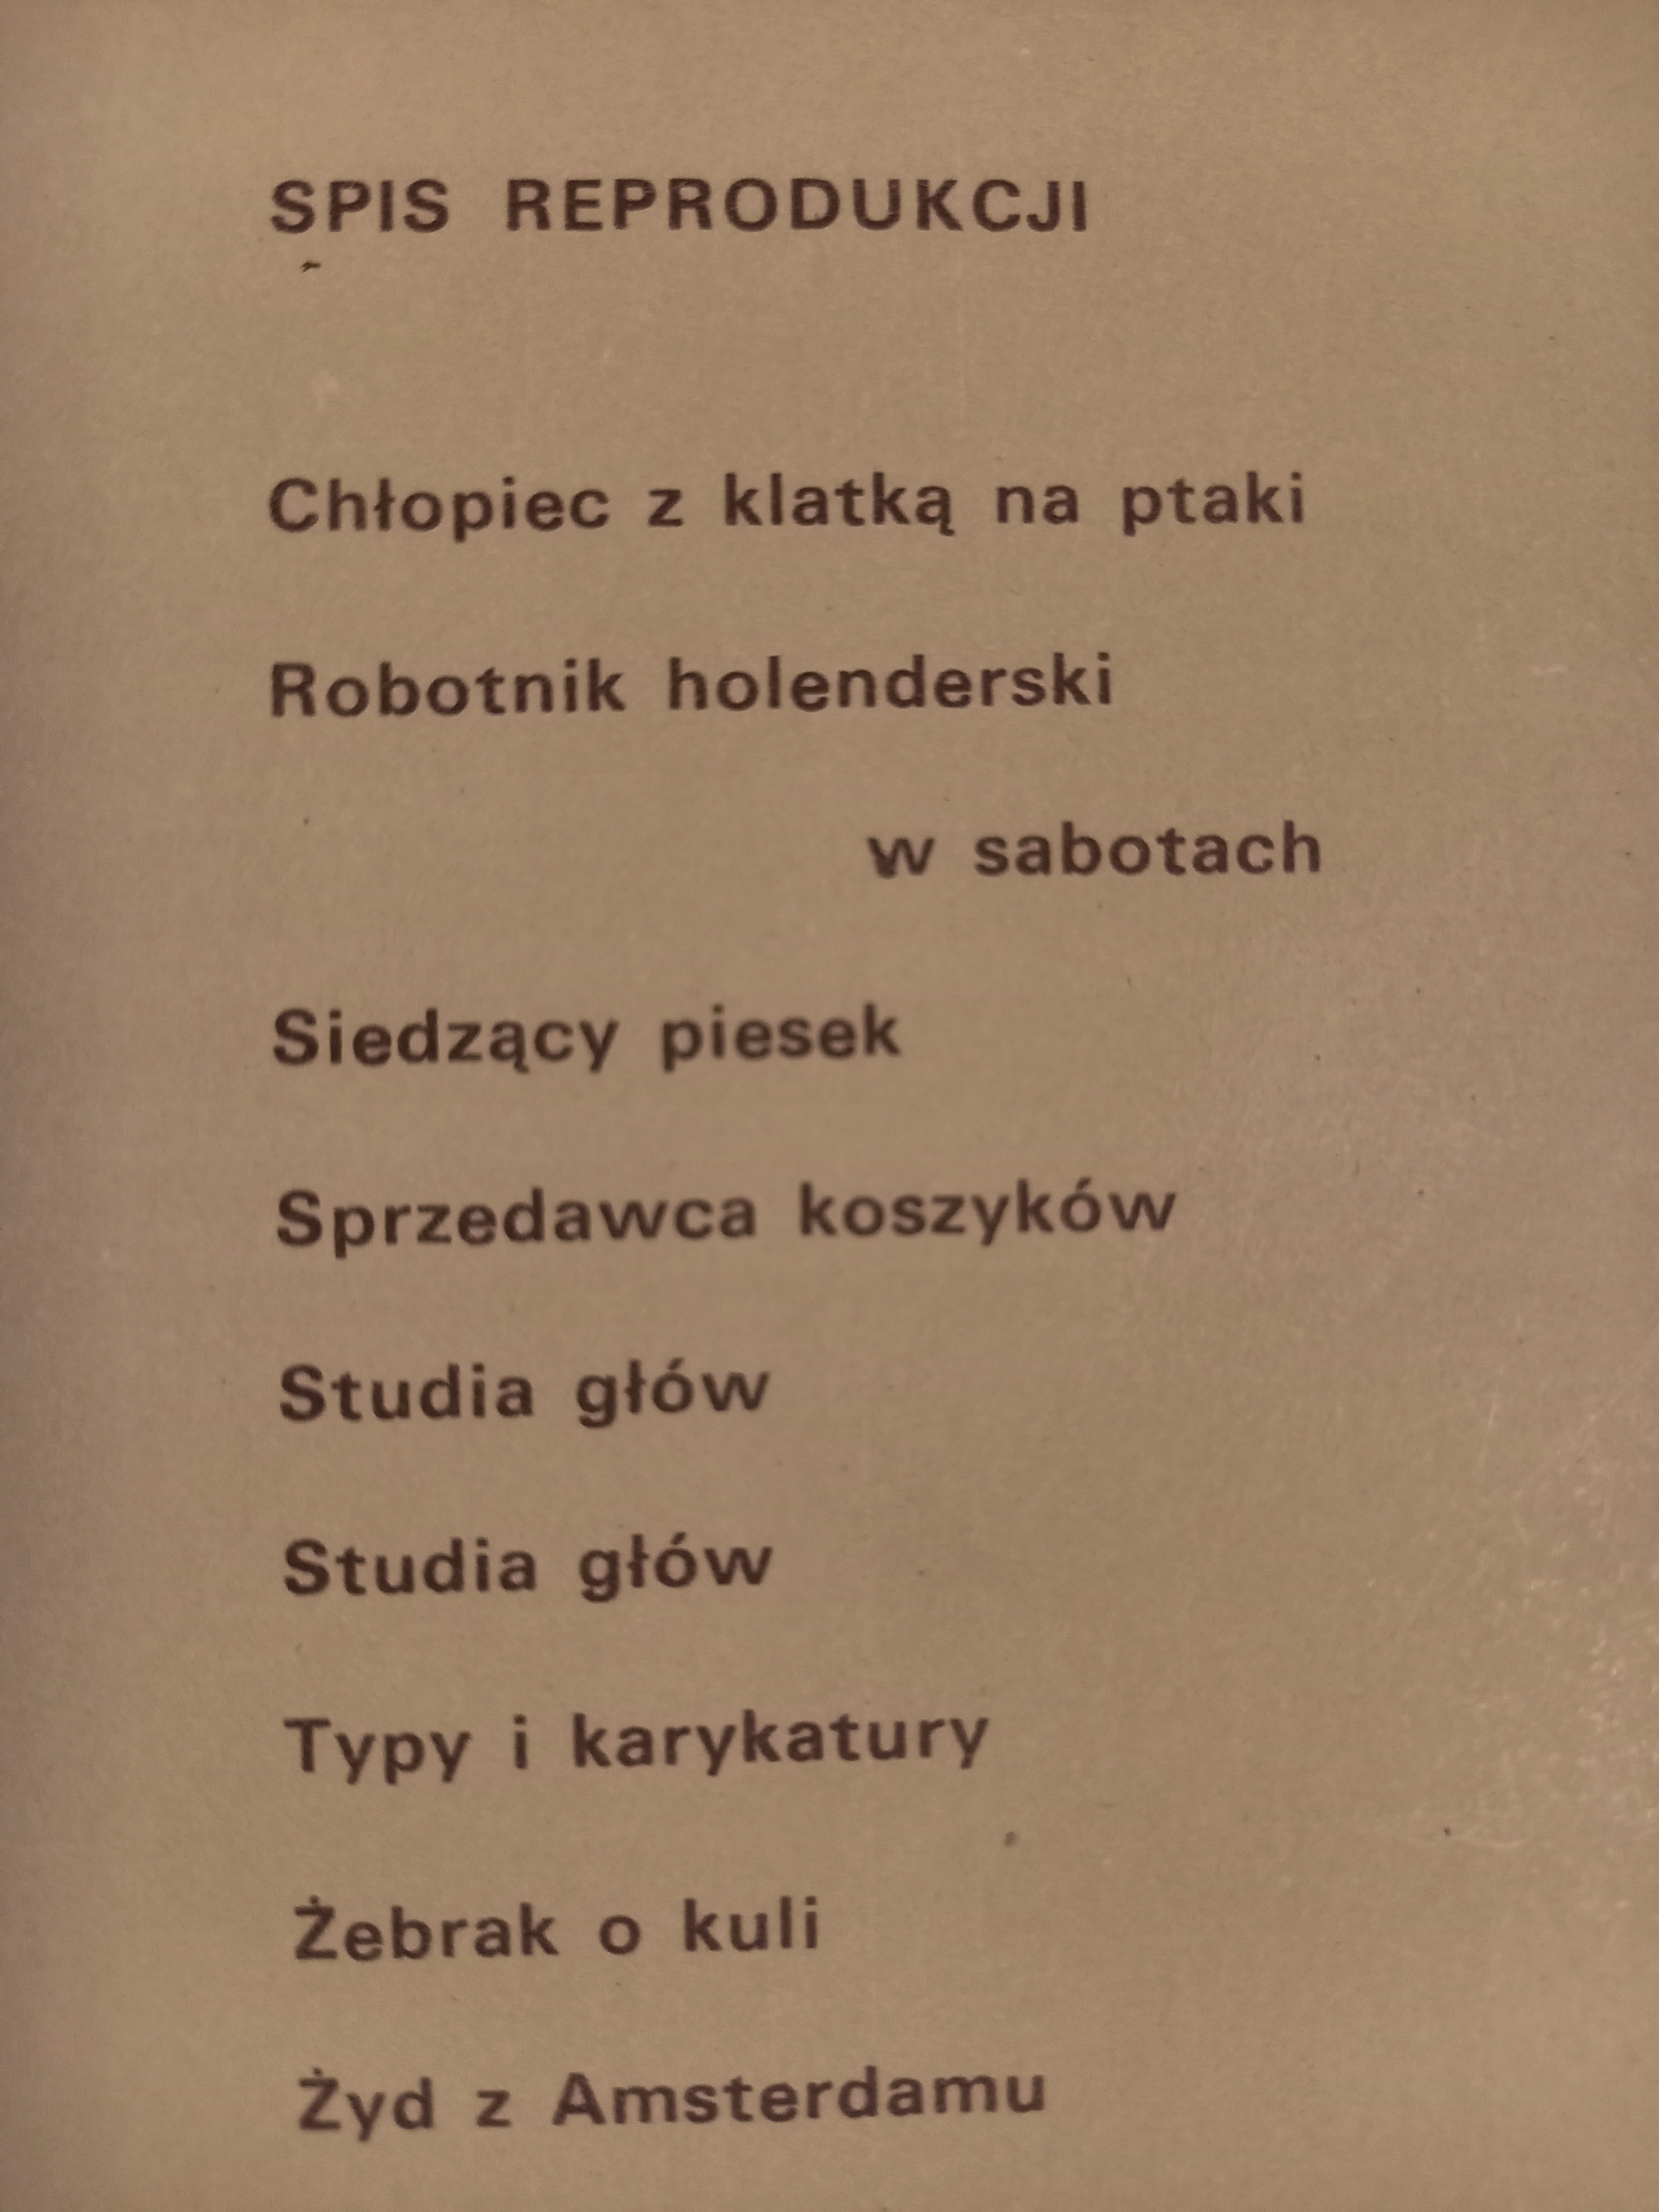 SPIS REPRODUKCJI
Chłopiec z klatką na ptaki
Robotnik holenderski
w sabotach
Siedzący piesek
Sprzedawca koszyków
Studia głów
Studia głów
Typy i karykatury
Żebrak o kuli
Żyd z Amsterdamu